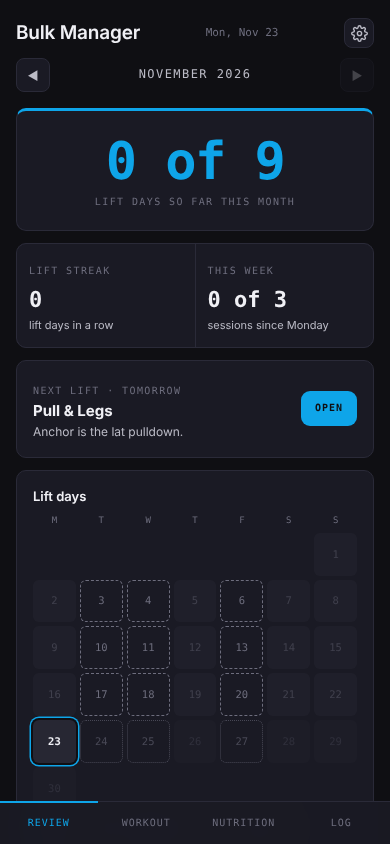 Bulk Manager
Mon, Nov 23
NOVEMBER 2026
0 of 9
LIFT DAYS SO FAR THIS MONTH
LIFT STREAK
0
lift days in a row
THIS WEEK
0 of 3
sessions since Monday
NEXT LIFT · TOMORROW
Pull & Legs
Anchor is the lat pulldown.
OPEN
Lift days
M T W T F S S
1
2 3 4 5 6 7 8
9 10 11 12 13 14 15
16 17 18 19 20 21 22
23 24 25 26 27 28 29
30
REVIEW WORKOUT NUTRITION LOG